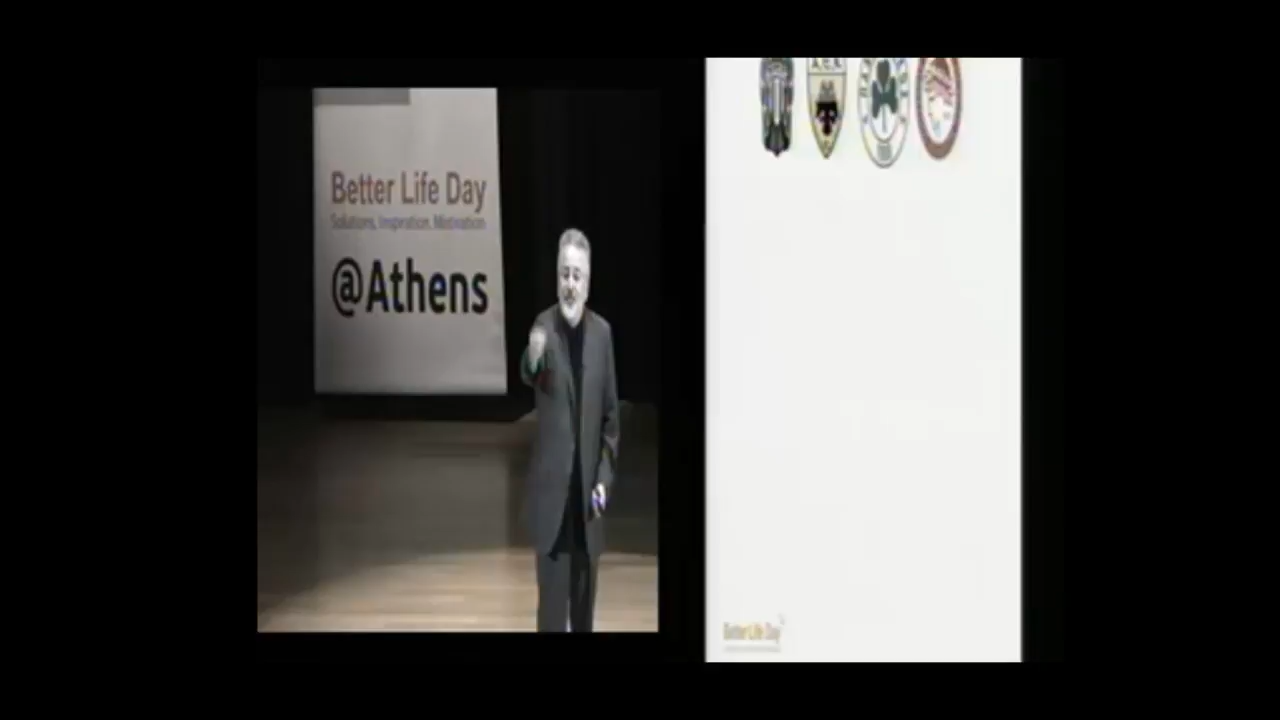 Better Life Day
Solutions, Inspiration, Motivation
@Athens
Better Life Day